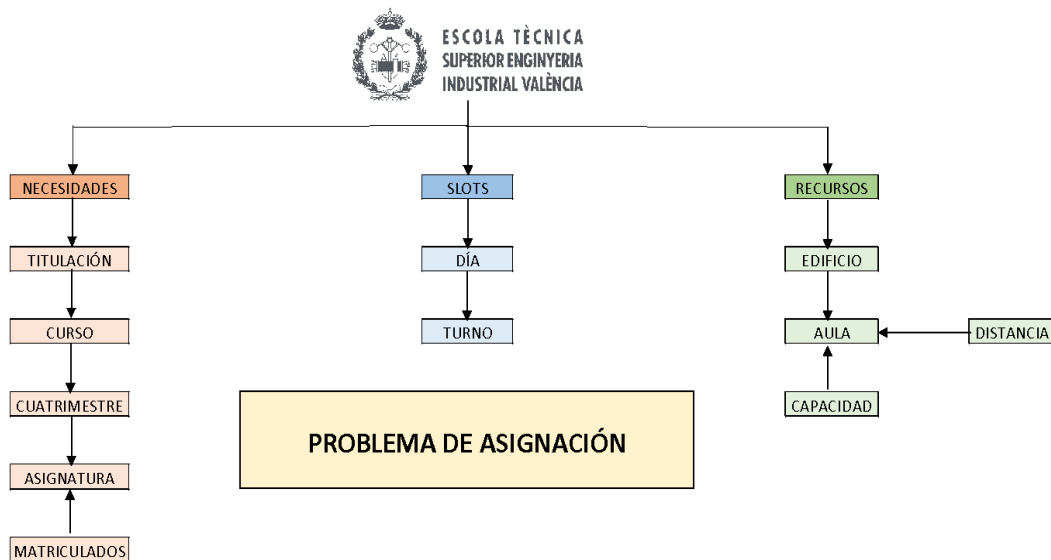 ESCOLA TÈCNICA
SUPERIOR ENGINYERIA
INDUSTRIAL VALÈNCIA
NECESIDADES
SLOTS
RECURSOS
TITULACIÓN
DÍA
EDIFICIO
CURSO
TURNO
AULA
DISTANCIA
CUATRIMESTRE
CAPACIDAD
PROBLEMA DE ASIGNACIÓN
ASIGNATURA
MATRICULADOS